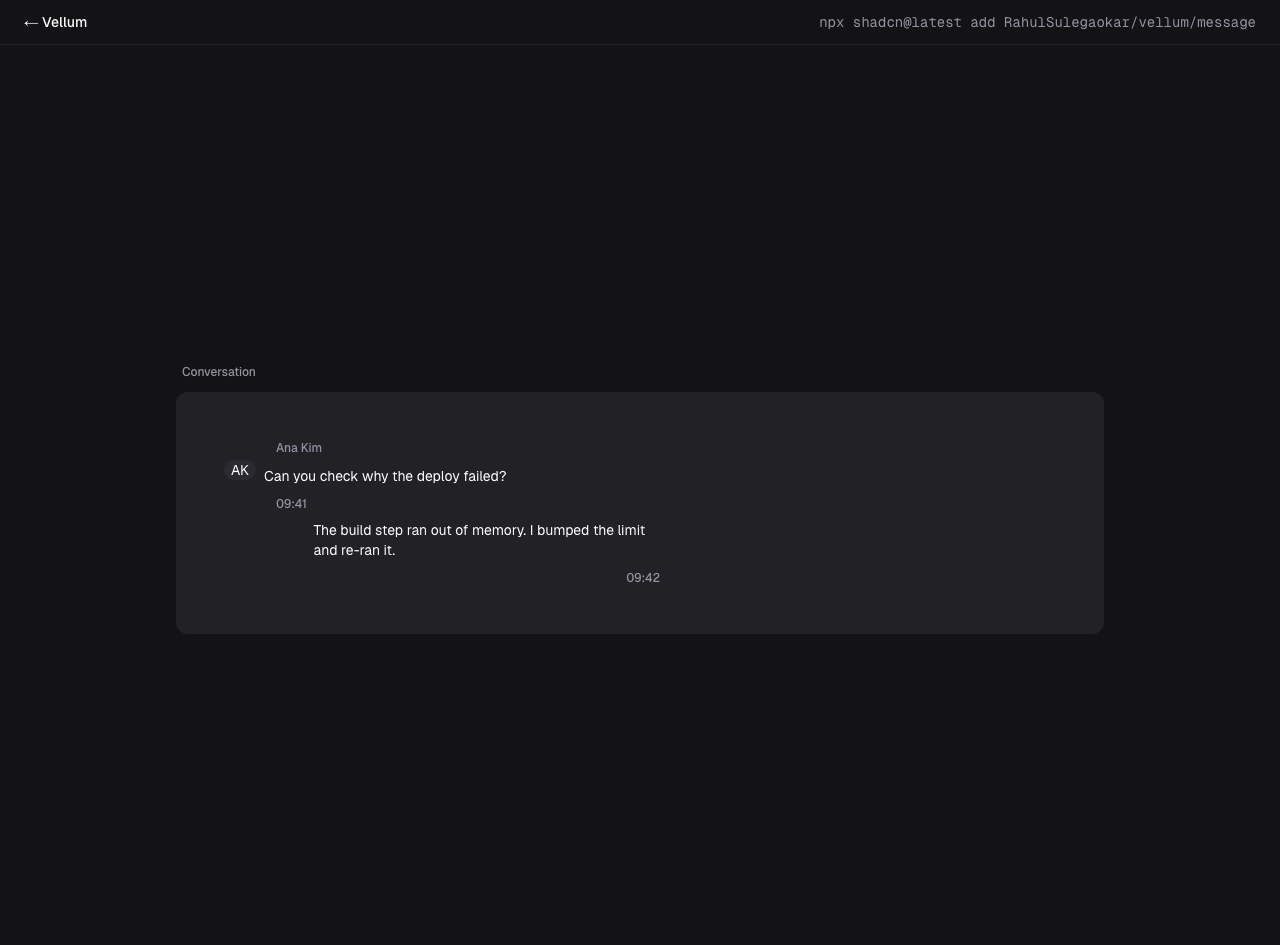 ← Vellum
npx shadcn@latest add RahulSulegaokar/vellum/message
Conversation
Ana Kim
AK
Can you check why the deploy failed?
09:41
The build step ran out of memory. I bumped the limit
and re-ran it.
09:42